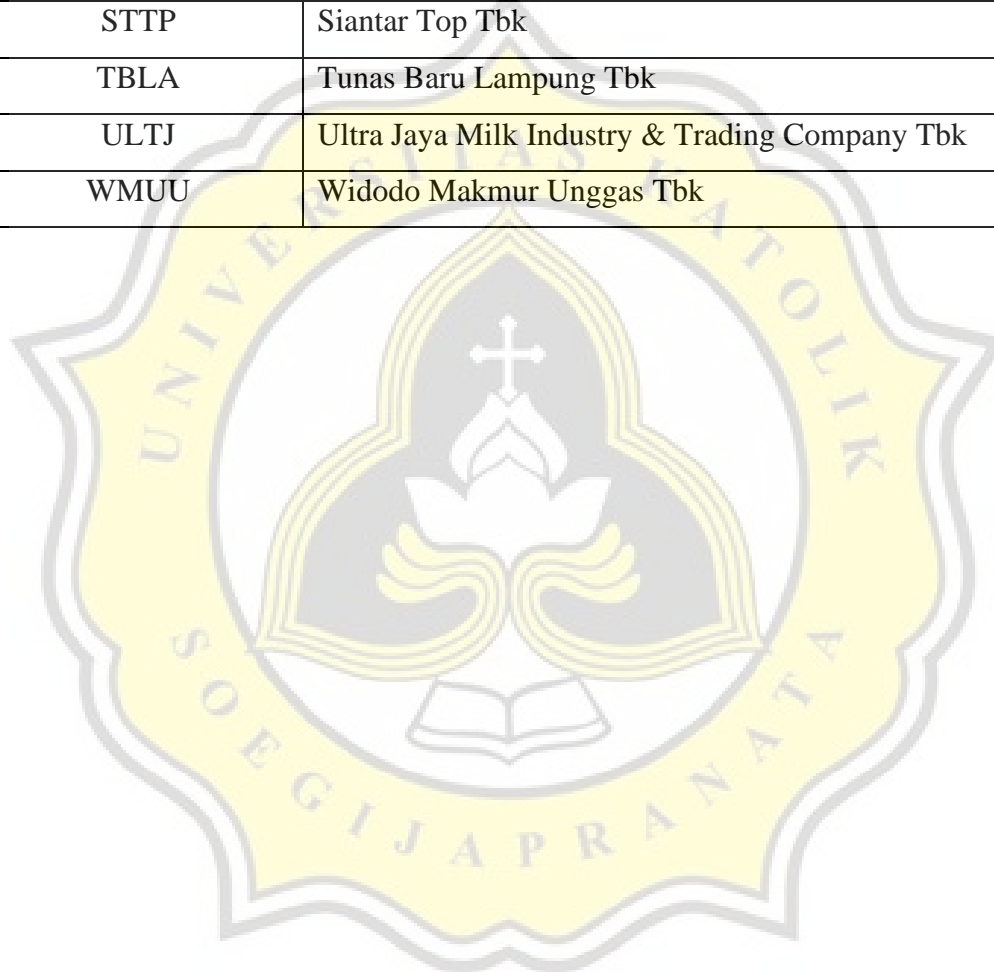 STTP Siantar Top Tbk
TBLA Tunas Baru Lampung Tbk
ULTJ Ultra Jaya Milk Industry & Trading Company Tbk
WMUU Widodo Makmur Unggas Tbk
UNIVERSITAS KATOLIK
SOEGIJAPRANATA